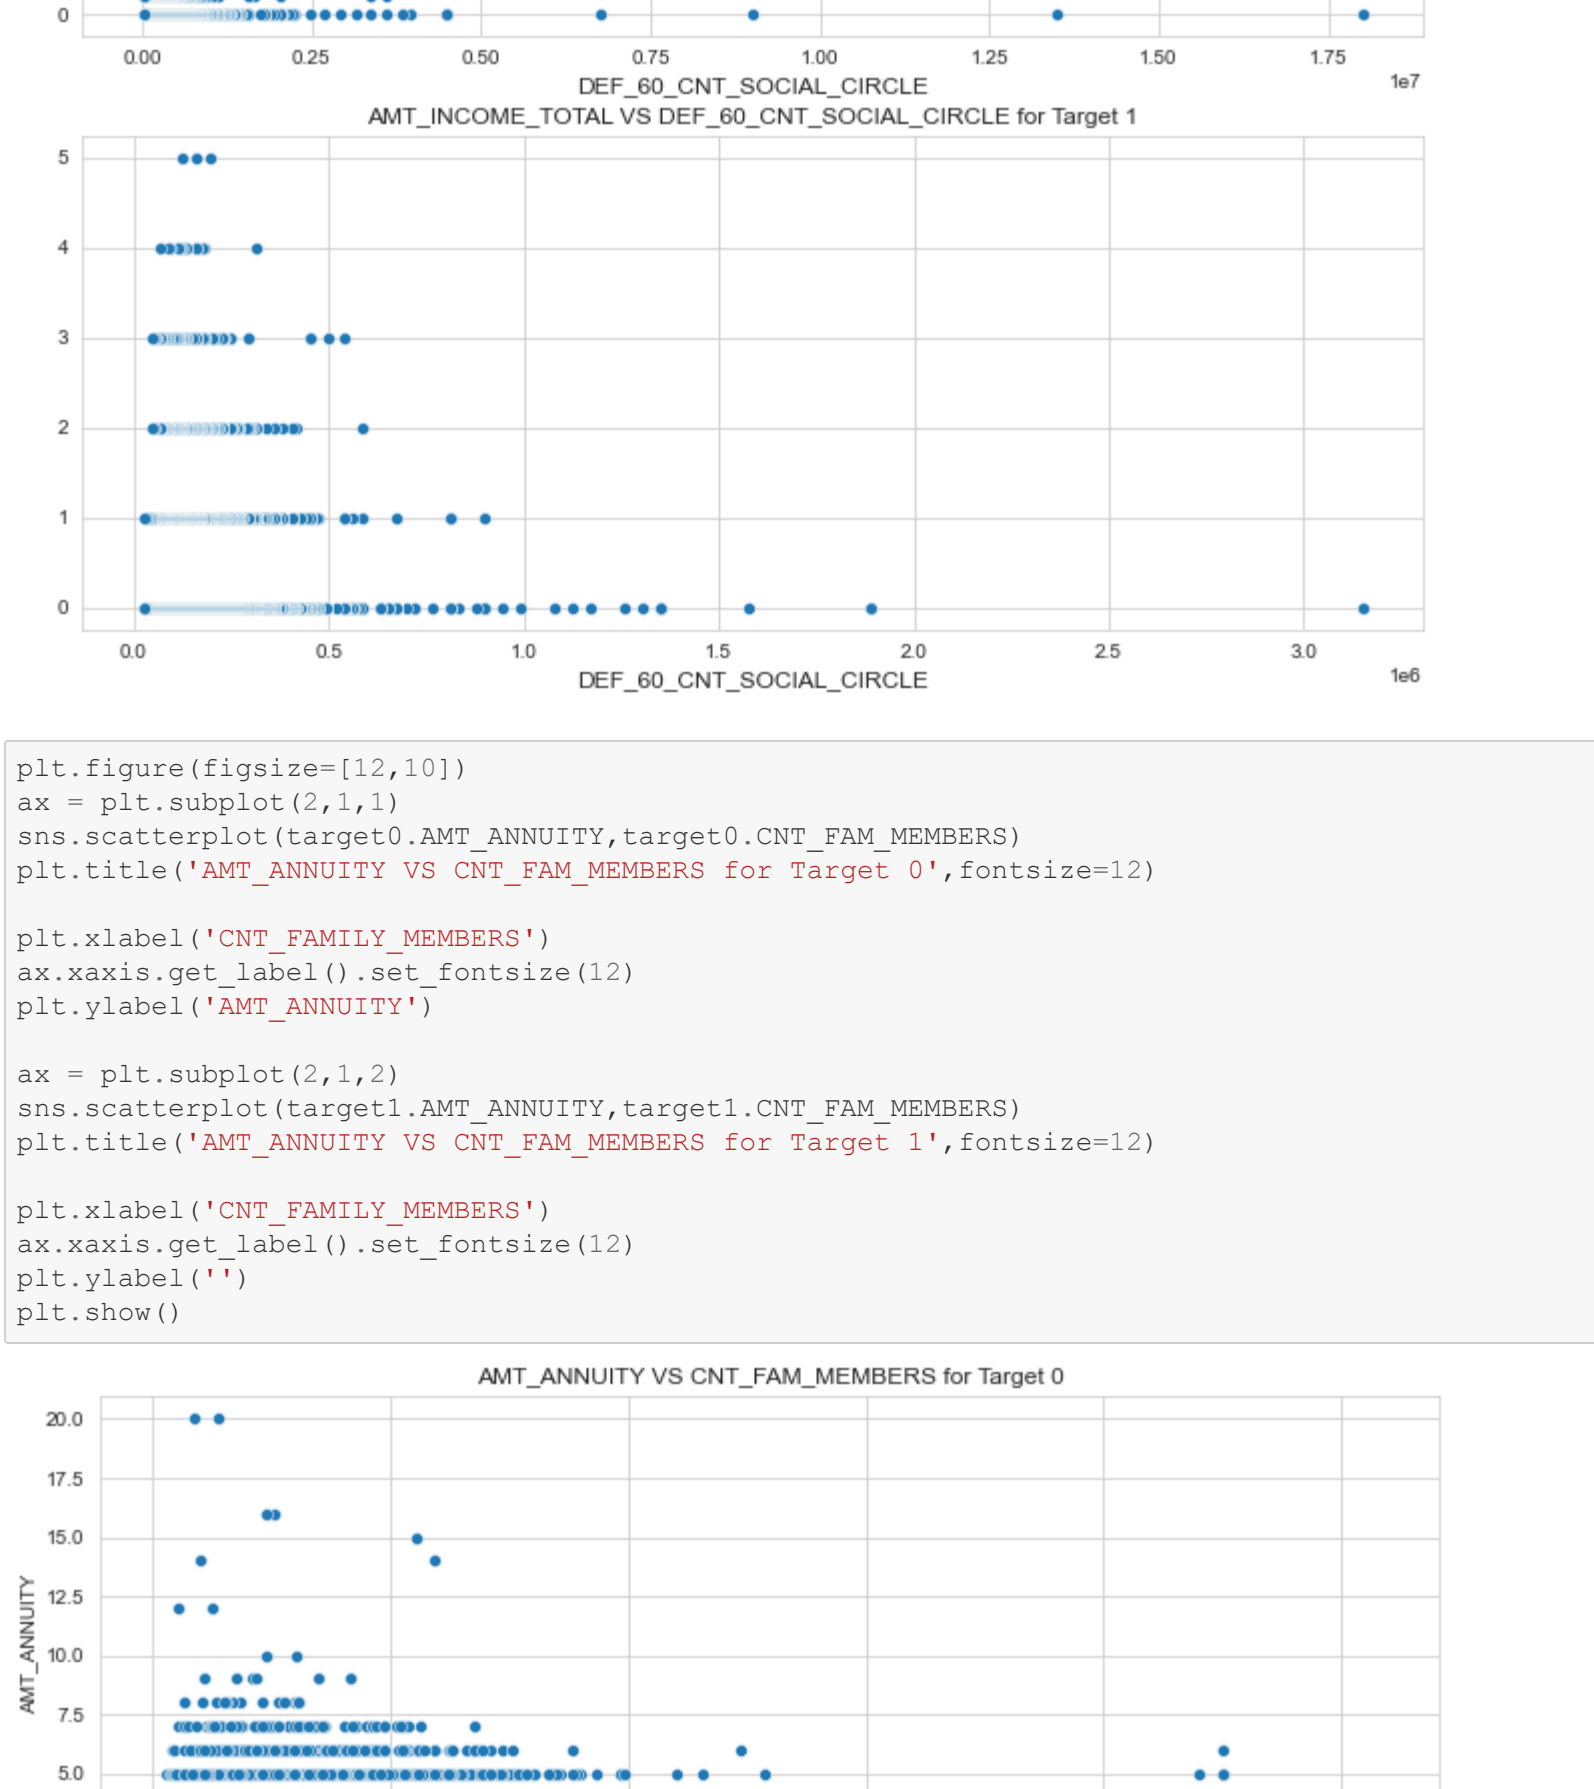 0
0.00 0.25 0.50 0.75 1.00 1.25 1.50 1.75
1e7
DEF_60_CNT_SOCIAL_CIRCLE
AMT_INCOME_TOTAL VS DEF_60_CNT_SOCIAL_CIRCLE for Target 1
5
4
3
2
1
0
0.0 0.5 1.0 1.5 2.0 2.5 3.0
1e6
DEF_60_CNT_SOCIAL_CIRCLE
plt.figure(figsize=[12,10])
ax = plt.subplot(2,1,1)
sns.scatterplot(target0.AMT_ANNUITY,target0.CNT_FAM_MEMBERS)
plt.title('AMT_ANNUITY VS CNT_FAM_MEMBERS for Target 0',fontsize=12)
plt.xlabel('CNT_FAMILY_MEMBERS')
ax.xaxis.get_label().set_fontsize(12)
plt.ylabel('AMT_ANNUITY')
ax = plt.subplot(2,1,2)
sns.scatterplot(target1.AMT_ANNUITY,target1.CNT_FAM_MEMBERS)
plt.title('AMT_ANNUITY VS CNT_FAM_MEMBERS for Target 1',fontsize=12)
plt.xlabel('CNT_FAMILY_MEMBERS')
ax.xaxis.get_label().set_fontsize(12)
plt.ylabel('')
plt.show()
AMT_ANNUITY VS CNT_FAM_MEMBERS for Target 0
20.0
17.5
15.0
12.5
10.0
7.5
5.0
AMT_ANNUITY